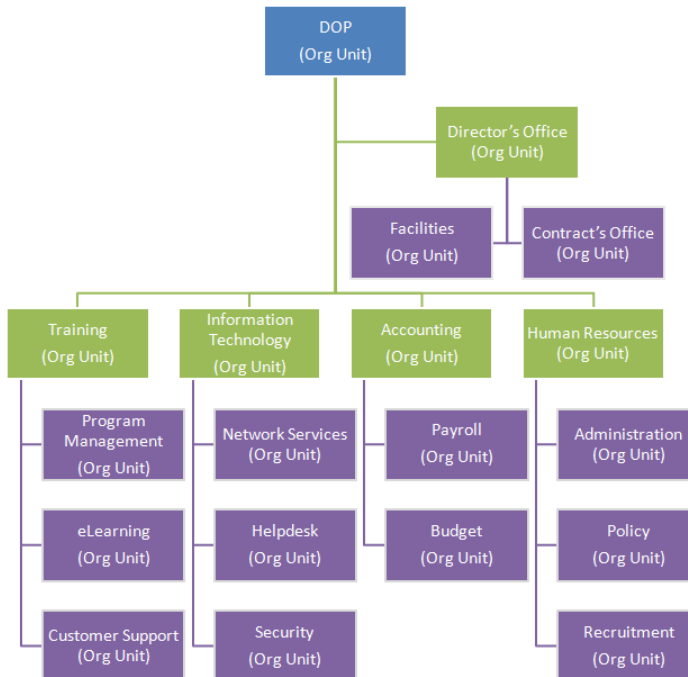 DOP
(Org Unit)
Director's Office
(Org Unit)
Facilities
(Org Unit)
Contract's Office
(Org Unit)
Training
(Org Unit)
Information
Technology
(Org Unit)
Accounting
(Org Unit)
Human Resources
(Org Unit)
Program
Management
(Org Unit)
Network Services
(Org Unit)
Payroll
(Org Unit)
Administration
(Org Unit)
eLearning
(Org Unit)
Helpdesk
(Org Unit)
Budget
(Org Unit)
Policy
(Org Unit)
Customer Support
(Org Unit)
Security
(Org Unit)
Recruitment
(Org Unit)